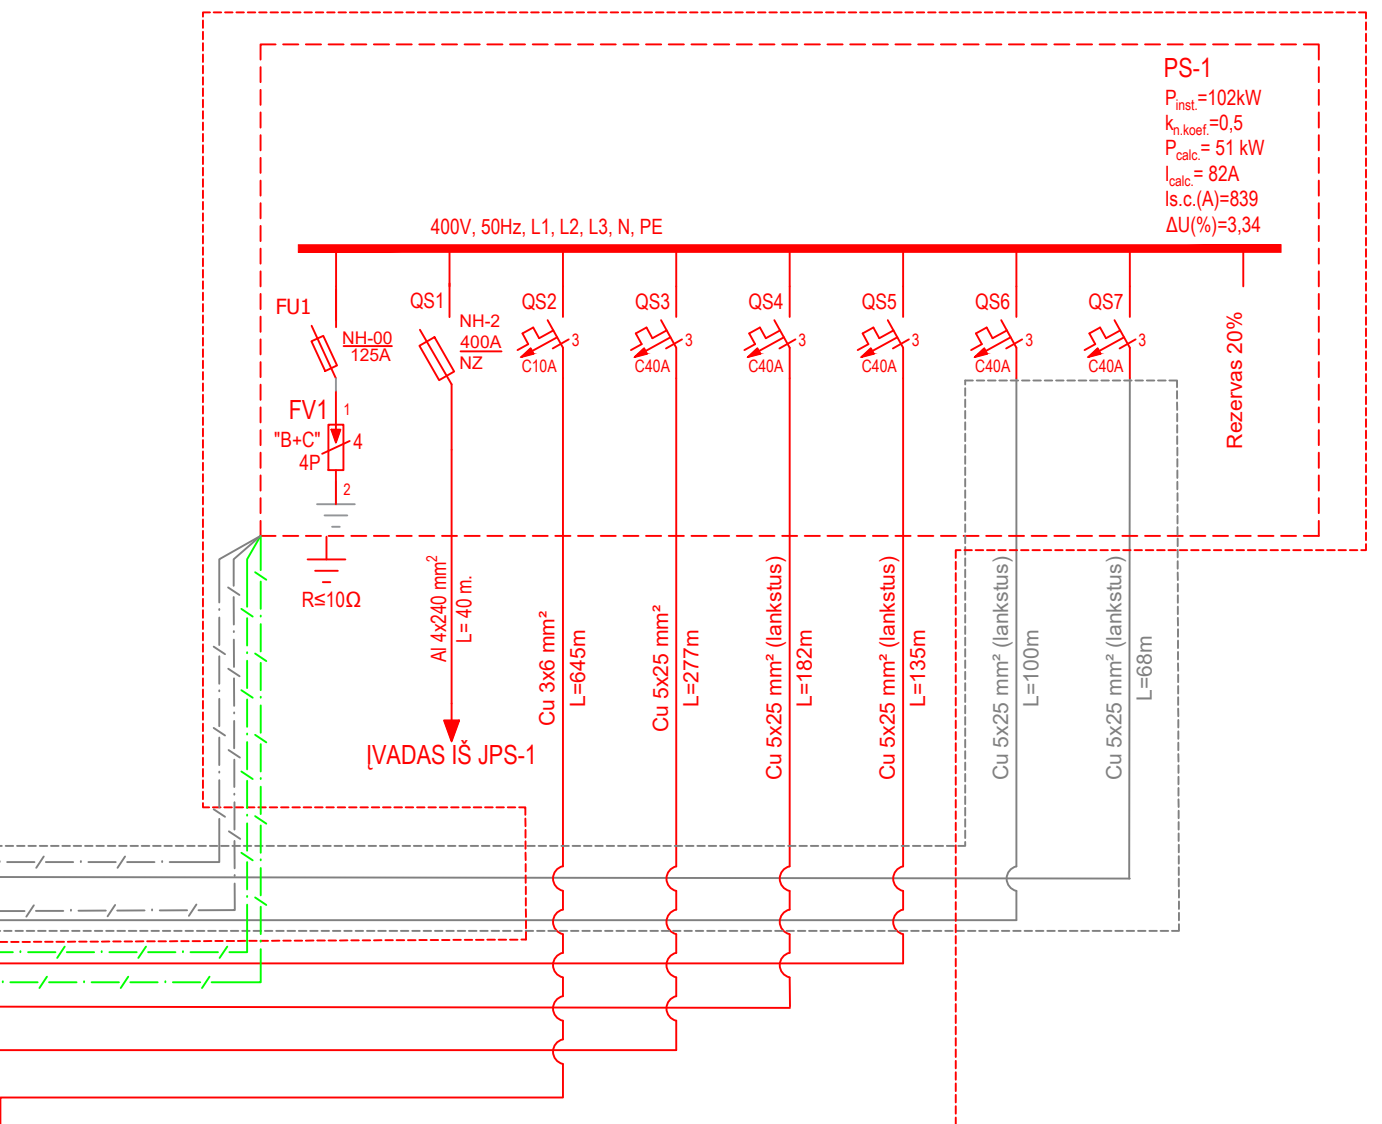 PS-1
Pinst.=102kW
kn.koef.=0,5
Pcalc.= 51 kW
Icalc.= 82A
Is.c.(A)=839
ΔU(%)=3,34
400V, 50Hz, L1, L2, L3, N, PE
FU1
NH-00
125A
FV1
1
"B+C"
4P
4
2
R≤10Ω
QS1
NH-2
400A
NZ
Al 4x240 mm²
L= 40 m.
ĮVADAS IŠ JPS-1
QS2
3
C10A
Cu 3x6 mm²
L=645m
QS3
3
C40A
Cu 5x25 mm²
L=277m
QS4
3
C40A
Cu 5x25 mm² (lankstus)
L=182m
QS5
3
C40A
Cu 5x25 mm² (lankstus)
L=135m
QS6
3
C40A
Cu 5x25 mm² (lankstus)
L=100m
QS7
3
C40A
Cu 5x25 mm² (lankstus)
L=68m
Rezervas 20%